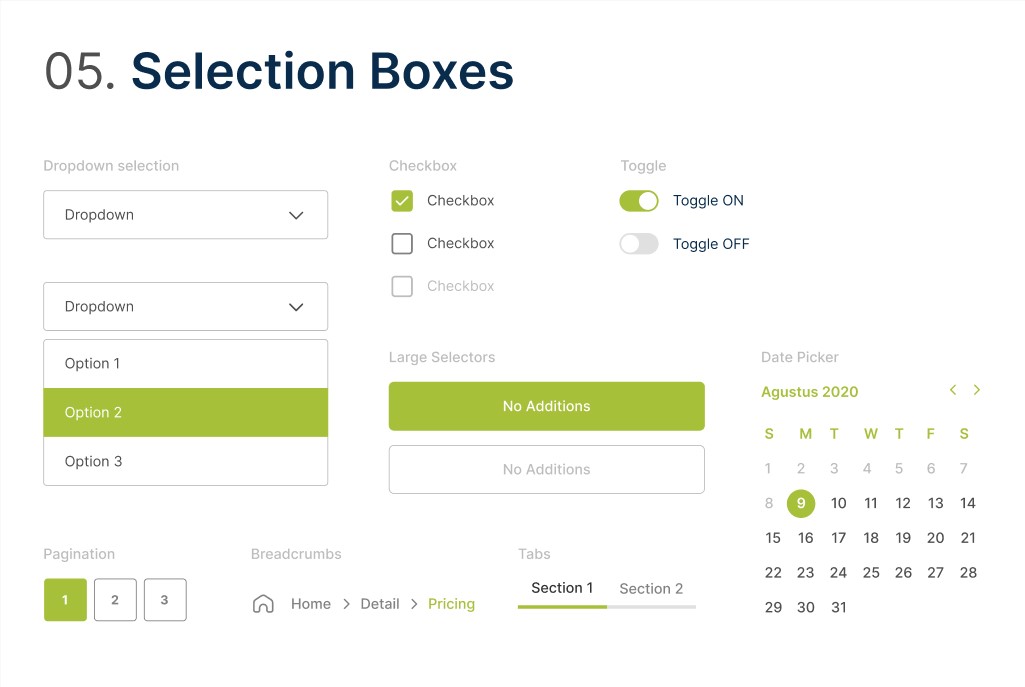 05. Selection Boxes
Dropdown selection
Dropdown
Dropdown
Option 1
Option 2
Option 3
Checkbox
Checkbox
Checkbox
Checkbox
Toggle
Toggle ON
Toggle OFF
Large Selectors
No Additions
No Additions
Date Picker
Agustus 2020
S M T W T F S
1 2 3 4 5 6 7
8 9 10 11 12 13 14
15 16 17 18 19 20 21
22 23 24 25 26 27 28
29 30 31
Pagination
1 2 3
Breadcrumbs
Home > Detail > Pricing
Tabs
Section 1 Section 2